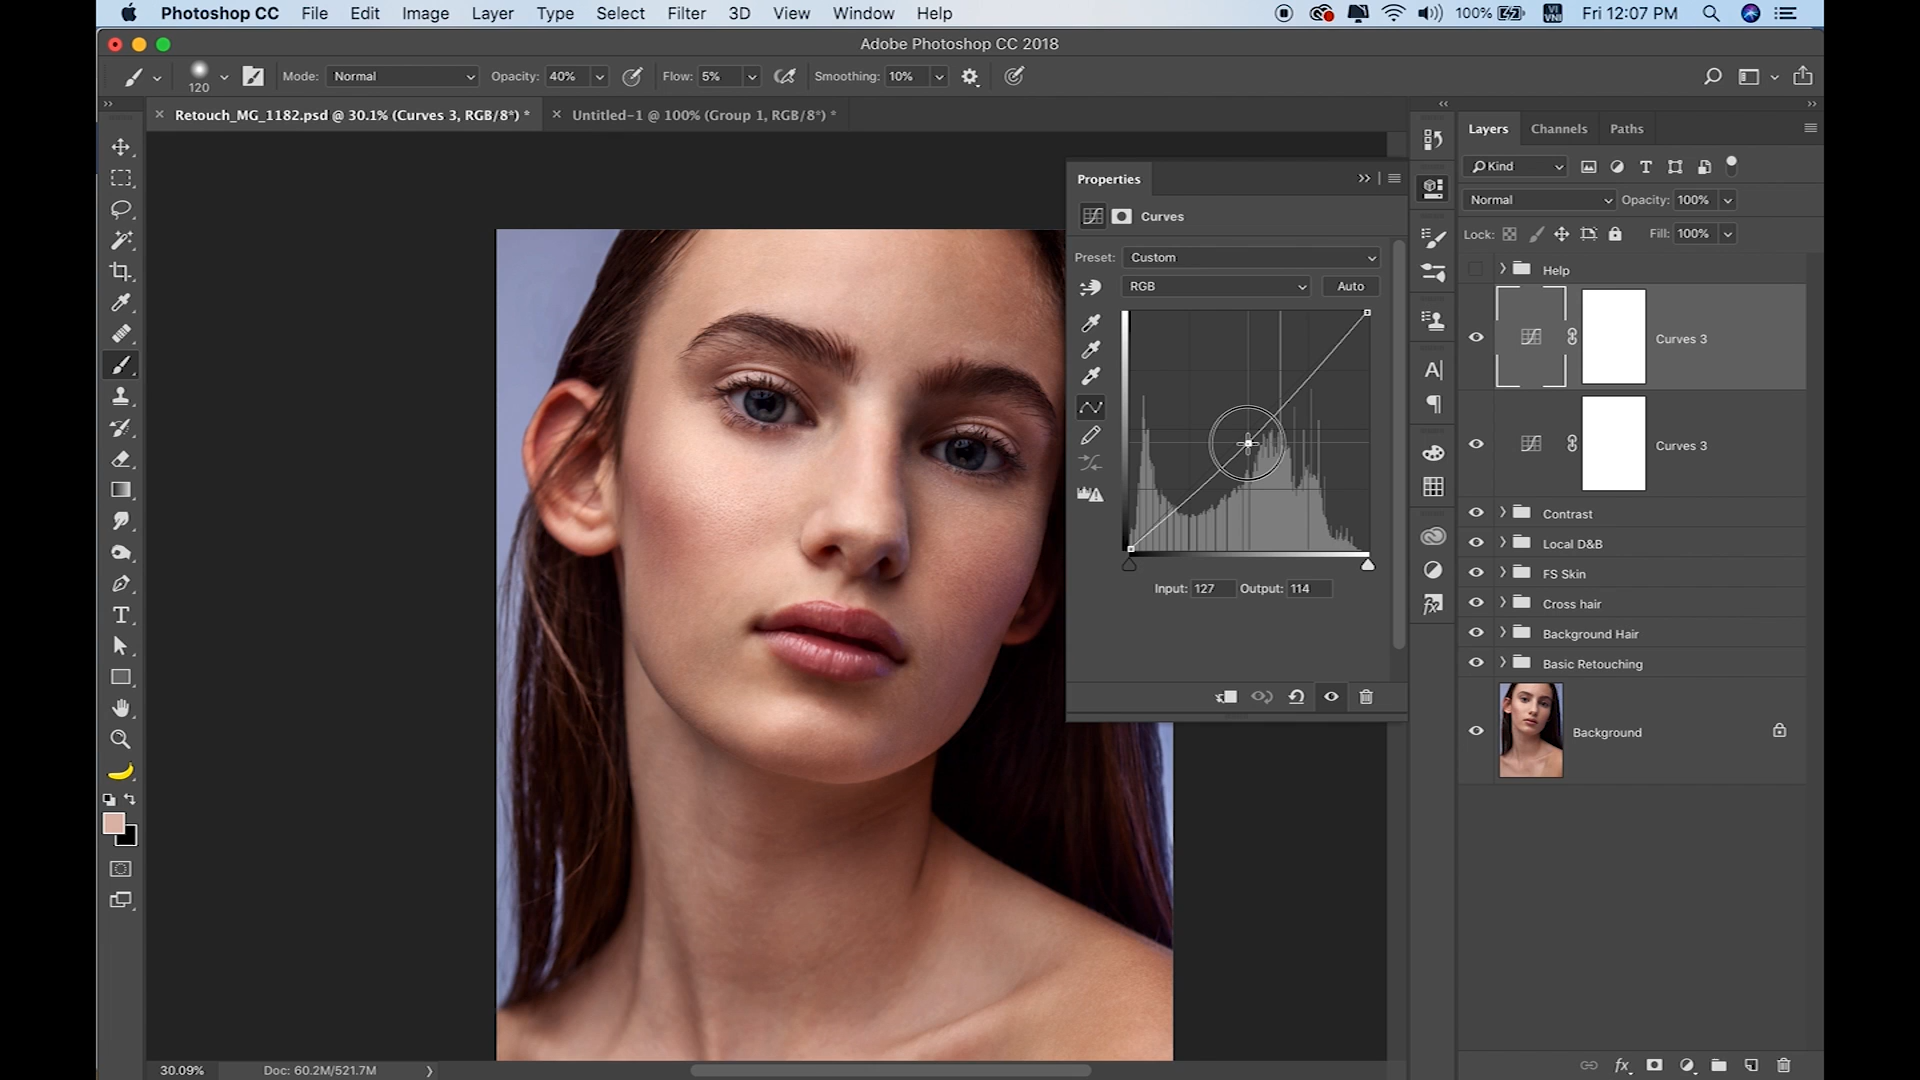 Photoshop CC File Edit Image Layer Type Select Filter 3D View Window Help 100% VI VNI Fri 12:07 PM
Adobe Photoshop CC 2018
120 Mode: Normal Opacity: 40% Flow: 5% Smoothing: 10%
Retouch_MG_1182.psd @ 30.1% (Curves 3, RGB/8*) * Untitled-1 @ 100% (Group 1, RGB/8*) *
Properties
Curves
Preset: Custom
RGB Auto
Input: 127 Output: 114
Layers Channels Paths
Kind
Normal Opacity: 100%
Lock: Fill: 100%
Help
Curves 3
Curves 3
Contrast
Local D&B
FS Skin
Cross hair
Background Hair
Basic Retouching
Background
30.09% Doc: 60.2M/521.7M